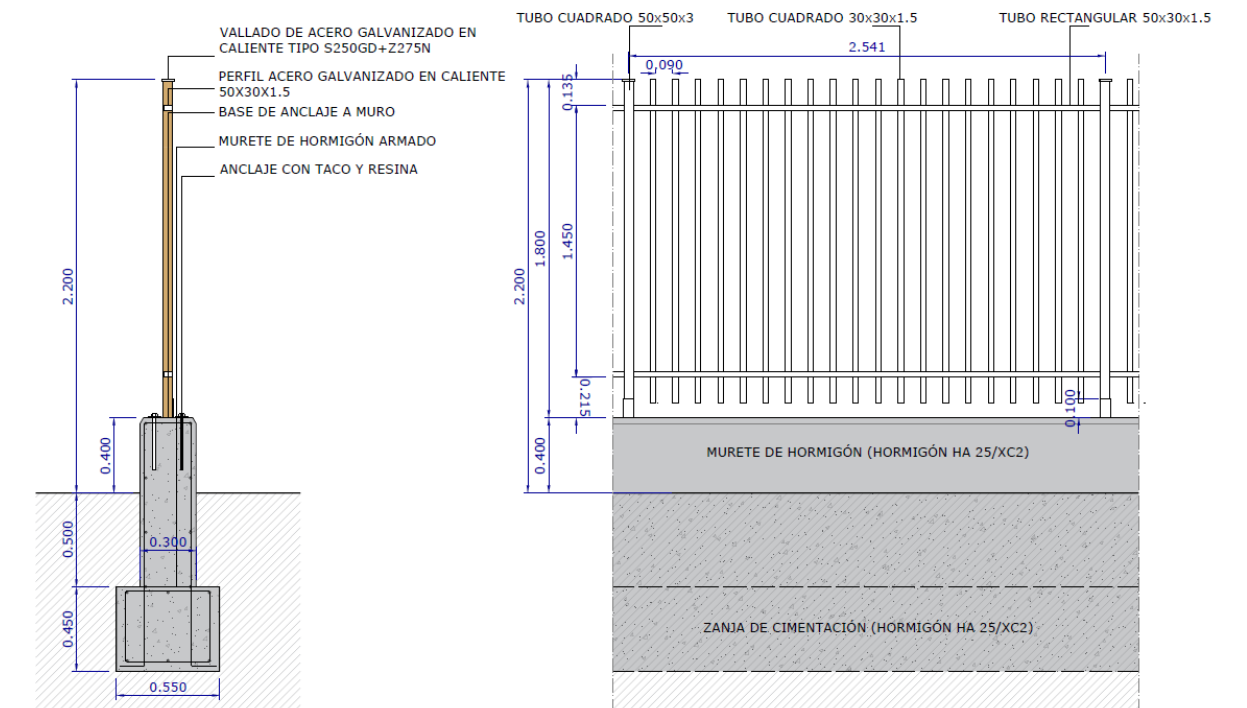 VALLADO DE ACERO GALVANIZADO EN
CALIENTE TIPO S250GD+Z275N
PERFIL ACERO GALVANIZADO EN CALIENTE
50X30X1.5
BASE DE ANCLAJE A MURO
MURETE DE HORMIGÓN ARMADO
ANCLAJE CON TACO Y RESINA
2.200
0.400
0.500
0.300
0.450
0.550
TUBO CUADRADO 50x50x3
TUBO CUADRADO 30x30x1.5
TUBO RECTANGULAR 50x30x1.5
2.541
0,090
0.135
1.450
1.800
2.200
0.215
0.100
0.400
MURETE DE HORMIGÓN (HORMIGÓN HA 25/XC2)
ZANJA DE CIMENTACIÓN (HORMIGÓN HA 25/XC2)